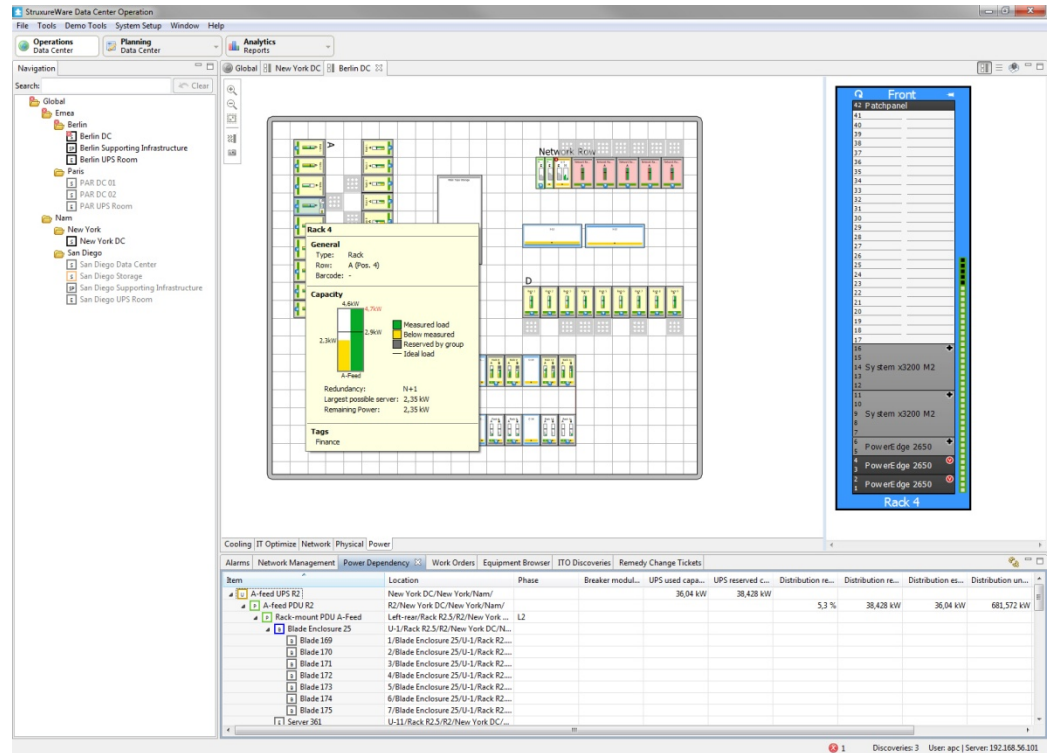 StruxureWare Data Center Operation
File Tools Demo Tools System Setup Window Help
Operations
Data Center
Planning
Data Center
Analytics
Reports
Navigation
Search:
Clear
Global
Emea
Berlin
Berlin DC
Berlin Supporting Infrastructure
Berlin UPS Room
Paris
PAR DC 01
PAR DC 02
PAR UPS Room
Nam
New York
New York DC
San Diego
San Diego Data Center
San Diego Storage
San Diego Supporting Infrastructure
San Diego UPS Room
Global New York DC Berlin DC
A
Network Row
D
Rack 4
General
Type: Rack
Row: A (Pos. 4)
Barcode: -
Capacity
4.6kW
4.7kW
2.9kW
2.3kW
A-Feed
Measured load
Below measured
Reserved by group
Ideal load
Redundancy: N+1
Largest possible server: 2,35 kW
Remaining Power: 2,35 kW
Tags
Finance
Front
42 Patchpanel
41
40
39
38
37
36
35
34
33
32
31
30
29
28
27
26
25
24
23
22
21
20
19
18
17
16
15
14 System x3200 M2
13
12
11
10
9 System x3200 M2
8
7
6 PowerEdge 2650
5
4 PowerEdge 2650
3
2 PowerEdge 2650
1
Rack 4
Cooling IT Optimize Network Physical Power
Alarms Network Management Power Dependency Work Orders Equipment Browser ITO Discoveries Remedy Change Tickets
Item Location Phase Breaker modul... UPS used capa... UPS reserved c... Distribution re... Distribution re... Distribution es... Distribution un...
A-feed UPS R2 New York DC/New York/Nam/ 36,04 kW 38,428 kW
A-feed PDU R2 R2/New York DC/New York/Nam/ 5,3 % 38,428 kW 36,04 kW 681,572 kW
Rack-mount PDU A-Feed Left-rear/Rack R2.5/R2/New York ... L2
Blade Enclosure 25 U-1/Rack R2.5/R2/New York DC/N...
Blade 169 1/Blade Enclosure 25/U-1/Rack R2....
Blade 170 2/Blade Enclosure 25/U-1/Rack R2....
Blade 171 3/Blade Enclosure 25/U-1/Rack R2....
Blade 172 4/Blade Enclosure 25/U-1/Rack R2....
Blade 173 5/Blade Enclosure 25/U-1/Rack R2....
Blade 174 6/Blade Enclosure 25/U-1/Rack R2....
Blade 175 7/Blade Enclosure 25/U-1/Rack R2....
Server 361 U-11/Rack R2.5/R2/New York DC/...
1 Discoveries: 3 User: apc | Server: 192.168.56.101